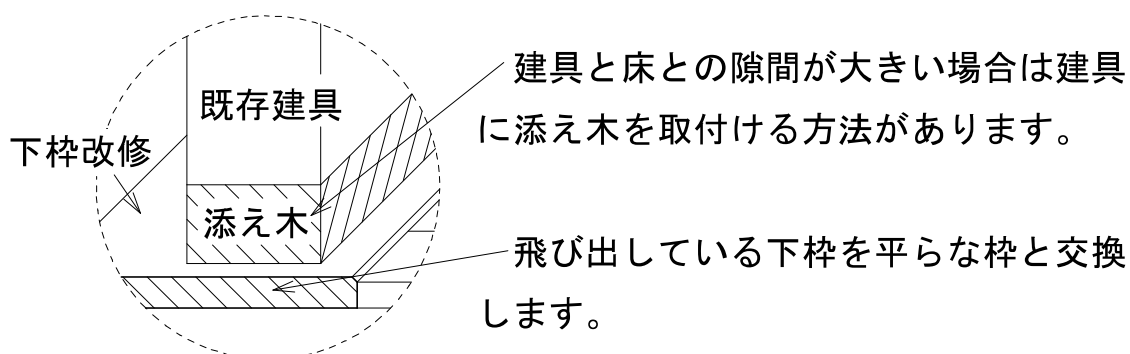 既存建具
下枠改修
添え木
建具と床との隙間が大きい場合は建具
に添え木を取付ける方法があります。
飛び出している下枠を平らな枠と交換
します。